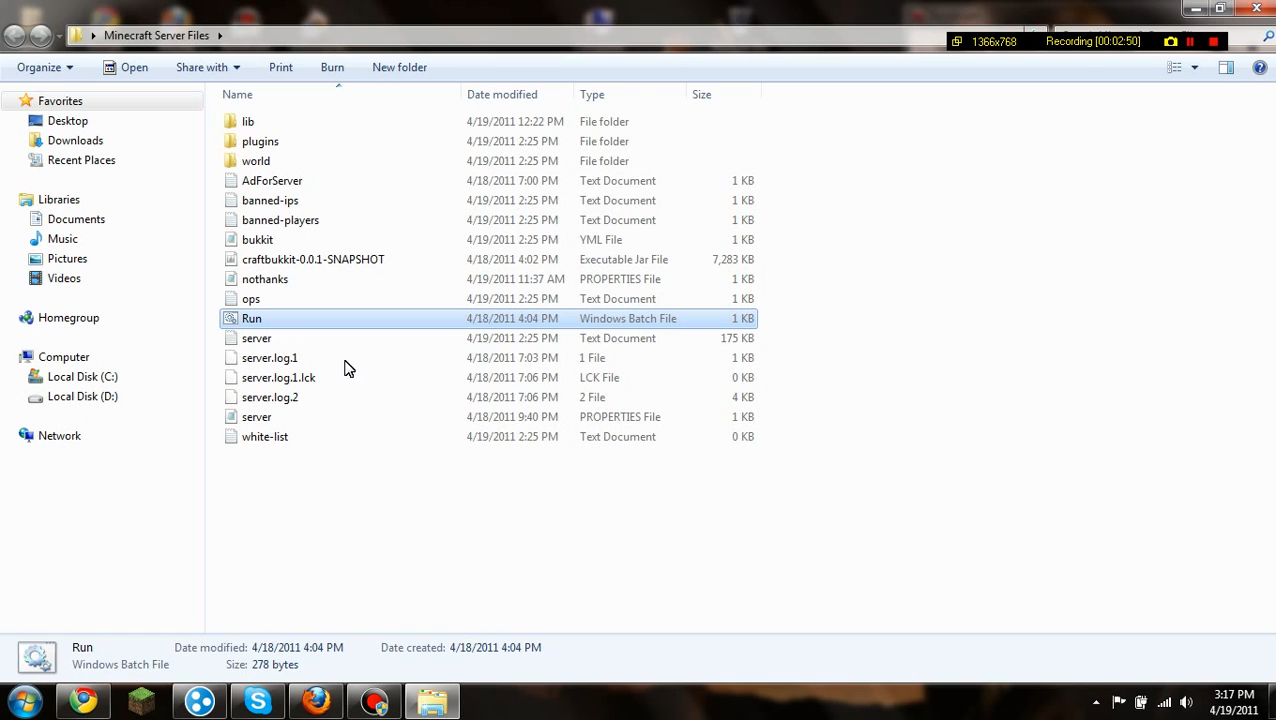 Minecraft Server Files
1366x768 Recording [00:02:50]
Organize Open Share with Print Burn New folder
Name Date modified Type Size
Favorites
Desktop
Downloads
Recent Places
Libraries
Documents
Music
Pictures
Videos
Homegroup
Computer
Local Disk (C:)
Local Disk (D:)
Network
lib 4/19/2011 12:22 PM File folder
plugins 4/19/2011 2:25 PM File folder
world 4/19/2011 2:25 PM File folder
AdForServer 4/18/2011 7:00 PM Text Document 1 KB
banned-ips 4/19/2011 2:25 PM Text Document 1 KB
banned-players 4/19/2011 2:25 PM Text Document 1 KB
bukkit 4/19/2011 2:25 PM YML File 1 KB
craftbukkit-0.0.1-SNAPSHOT 4/18/2011 4:02 PM Executable Jar File 7,283 KB
nothanks 4/19/2011 11:37 AM PROPERTIES File 1 KB
ops 4/19/2011 2:25 PM Text Document 1 KB
Run 4/18/2011 4:04 PM Windows Batch File 1 KB
server 4/19/2011 2:25 PM Text Document 175 KB
server.log.1 4/18/2011 7:03 PM 1 File 1 KB
server.log.1.lck 4/18/2011 7:06 PM LCK File 0 KB
server.log.2 4/18/2011 7:06 PM 2 File 4 KB
server 4/18/2011 9:40 PM PROPERTIES File 1 KB
white-list 4/19/2011 2:25 PM Text Document 0 KB
Run Date modified: 4/18/2011 4:04 PM Date created: 4/18/2011 4:04 PM
Windows Batch File Size: 278 bytes
3:17 PM
4/19/2011